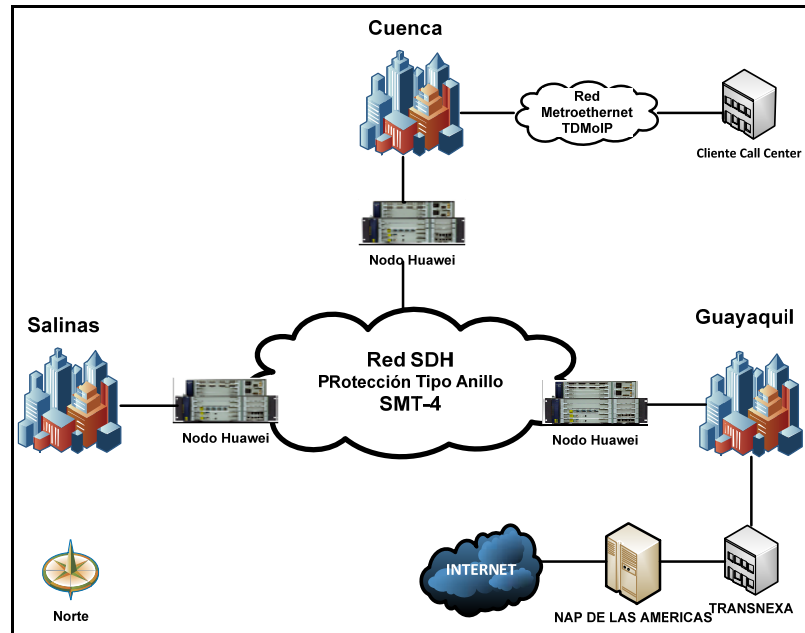 Cuenca
Red
Metroethernet
TDMoIP
Cliente Call Center
Nodo Huawei
Salinas
Guayaquil
Red SDH
PRotección Tipo Anillo
SMT-4
Nodo Huawei
Nodo Huawei
Norte
INTERNET
NAP DE LAS AMERICAS
TRANSNEXA